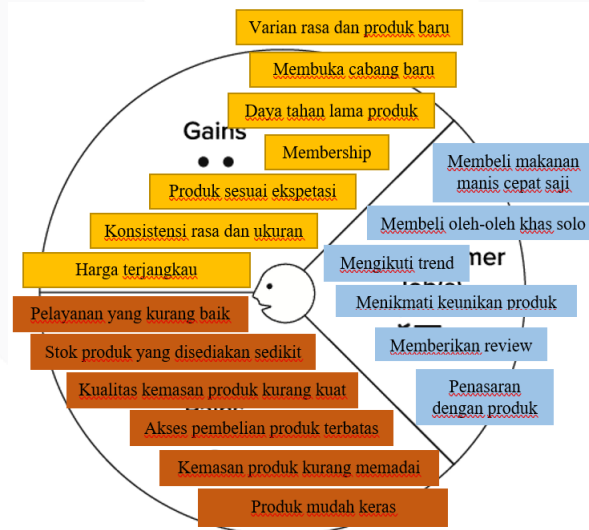 Varian rasa dan produk baru
Membuka cabang baru
Daya tahan lama produk
Gains
Membership
Produk sesuai ekspetasi
Konsistensi rasa dan ukuran
Harga terjangkau
Membeli makanan
manis cepat saji
Membeli oleh-oleh khas solo
Mengikuti trend
mer
Menikmati keunikan produk
Memberikan review
Penasaran
dengan produk
Pelayanan yang kurang baik
Stok produk yang disediakan sedikit
Kualitas kemasan produk kurang kuat
Akses pembelian produk terbatas
Kemasan produk kurang memadai
Produk mudah keras